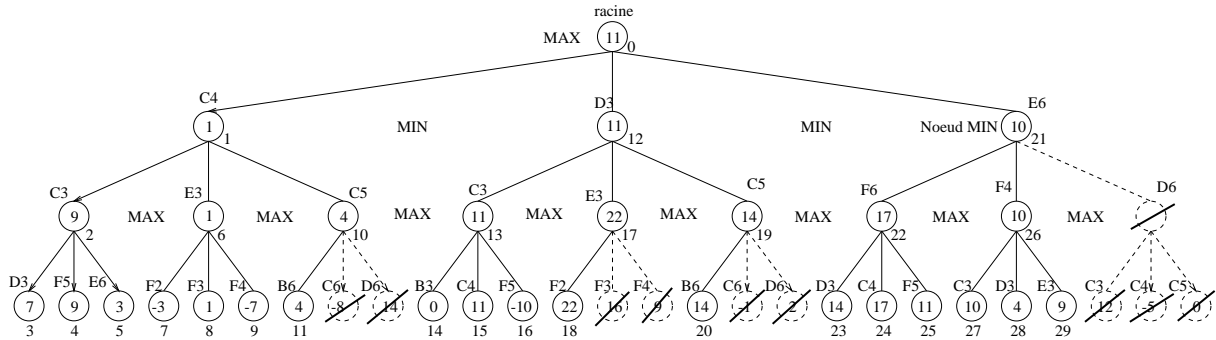 racine
MAX 11 0
C4 D3 E6
1 1 MIN 11 12 MIN Noeud MIN 10 21
C3 E3 C5 C3 E3 C5 F6 F4 D6
9 2 MAX 1 6 MAX 4 10 MAX 11 13 MAX 22 17 MAX 14 19 MAX 17 22 MAX 10 26 MAX
D3 F5 E6 F2 F3 F4 B6 C6 D6 B3 C4 F5 F2 F3 F4 B6 C6 D6 D3 C4 F5 C3 D3 E3 C3 C4 C5
7 9 3 -3 1 -7 4 -8 14 0 11 -10 22 16 9 14 -1 2 14 17 11 10 4 9 12 -5 0
3 4 5 7 8 9 11 14 15 16 18 20 23 24 25 27 28 29